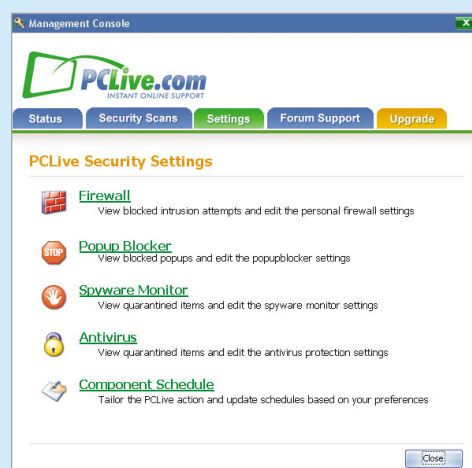 Management Console
PCLive.com
INSTANT ONLINE SUPPORT
Status Security Scans Settings Forum Support Upgrade
PCLive Security Settings
Firewall
View blocked intrusion attempts and edit the personal firewall settings
STOP
Popup Blocker
View blocked popups and edit the popupblocker settings
Spyware Monitor
View quarantined items and edit the spyware monitor settings
Antivirus
View quarantined items and edit the antivirus protection settings
Component Schedule
Tailor the PCLive action and update schedules based on your preferences
Close